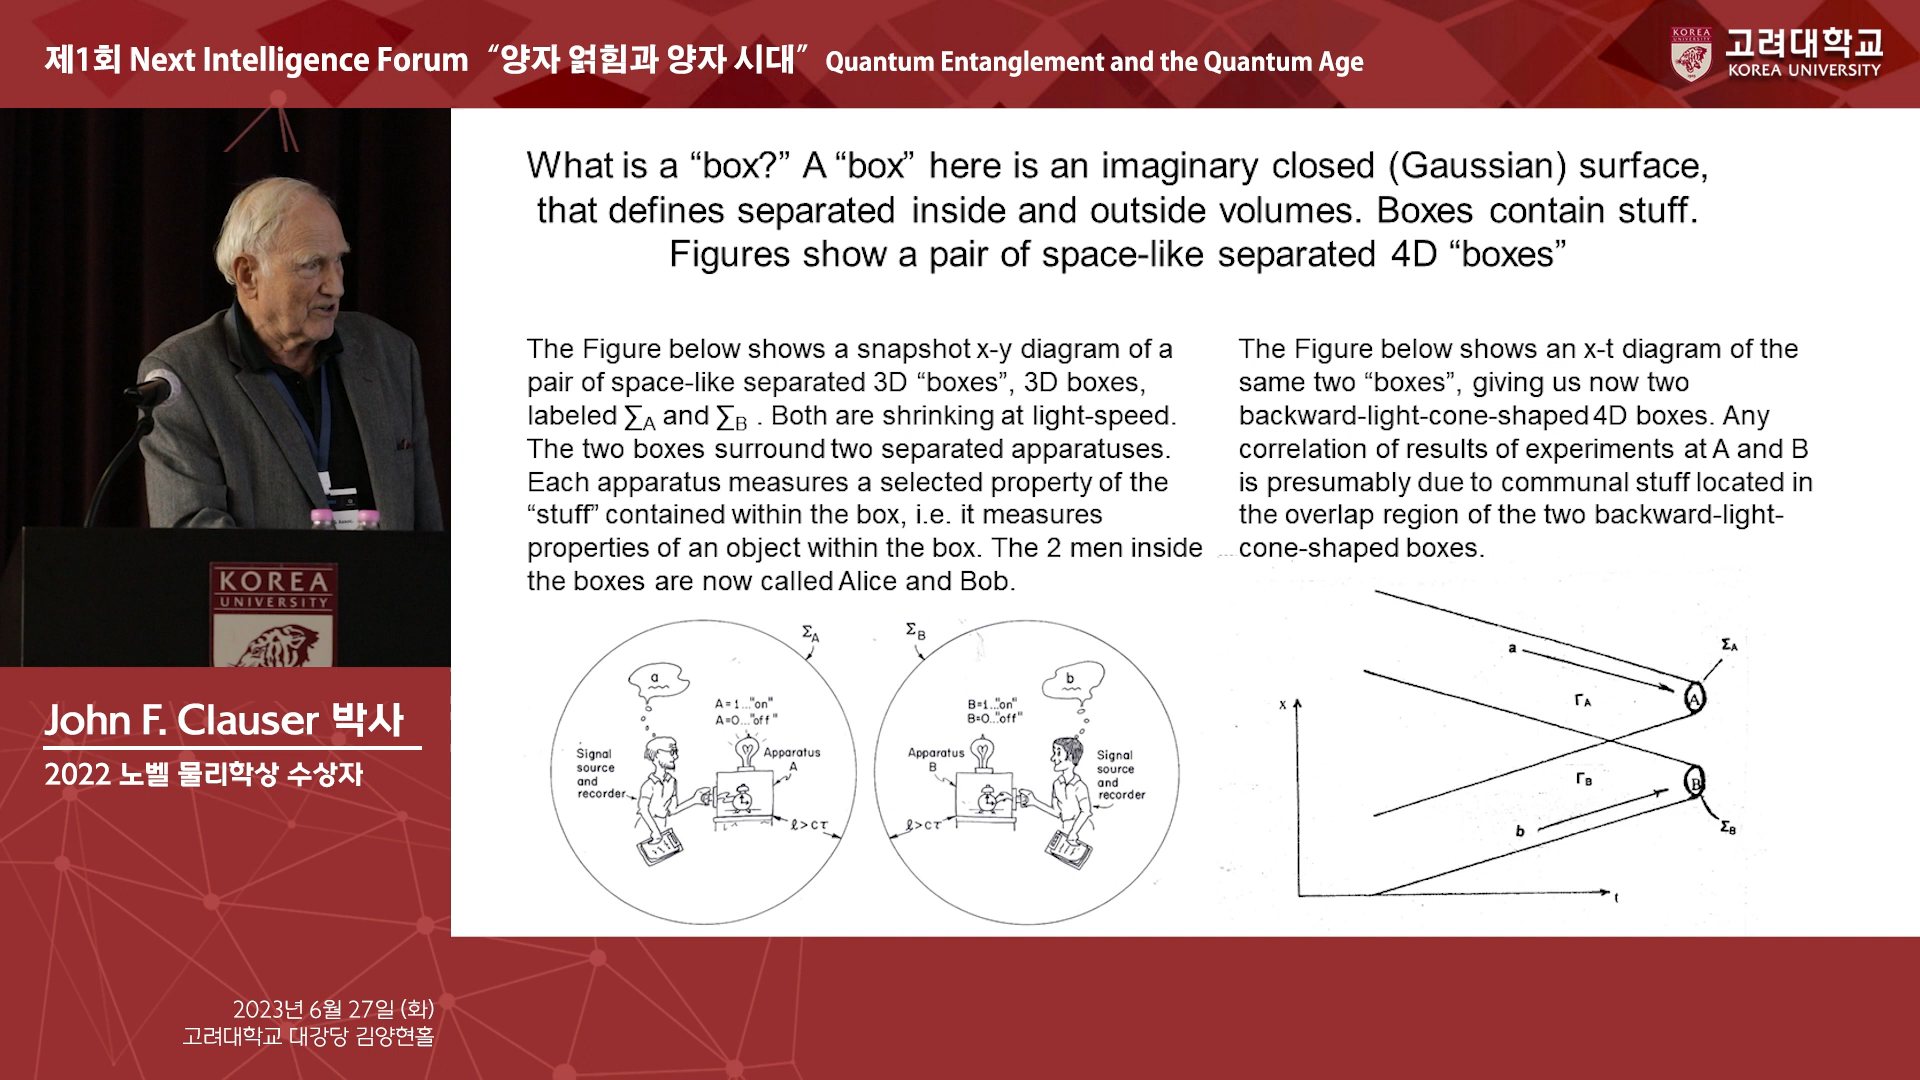 제1회 Next Intelligence Forum “양자 얽힘과 양자 시대” Quantum Entanglement and the Quantum Age
KOREA
UNIVERSITY
고려대학교
KOREA UNIVERSITY
What is a “box?” A “box” here is an imaginary closed (Gaussian) surface,
that defines separated inside and outside volumes. Boxes contain stuff.
Figures show a pair of space-like separated 4D “boxes”
The Figure below shows a snapshot x-y diagram of a
pair of space-like separated 3D “boxes”, 3D boxes,
labeled ∑A and ∑B . Both are shrinking at light-speed.
The two boxes surround two separated apparatuses.
Each apparatus measures a selected property of the
“stuff” contained within the box, i.e. it measures
properties of an object within the box. The 2 men inside
the boxes are now called Alice and Bob.
The Figure below shows an x-t diagram of the
same two “boxes”, giving us now two
backward-light-cone-shaped 4D boxes. Any
correlation of results of experiments at A and B
is presumably due to communal stuff located in
the overlap region of the two backward-light-
cone-shaped boxes.
ΣA
a
A=1..."on"
A=0..."off"
Signal
source
and
recorder
Apparatus
A
ℓ>cτ
ΣB
b
B=1..."on"
B=0..."off"
Apparatus
B
Signal
source
and
recorder
ℓ>cτ
x
a
ΓA
A
ΣA
ΓB
B
b
ΣB
t
KOREA
UNIVERSITY
John F. Clauser 박사
2022 노벨 물리학상 수상자
2023년 6월 27일 (화)
고려대학교 대강당 김양현홀